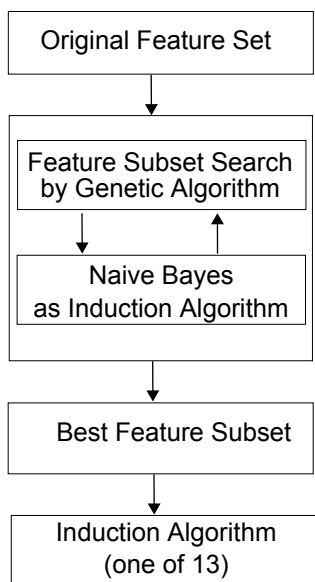 Original Feature Set
Feature Subset Search
by Genetic Algorithm
Naive Bayes
as Induction Algorithm
Best Feature Subset
Induction Algorithm
(one of 13)